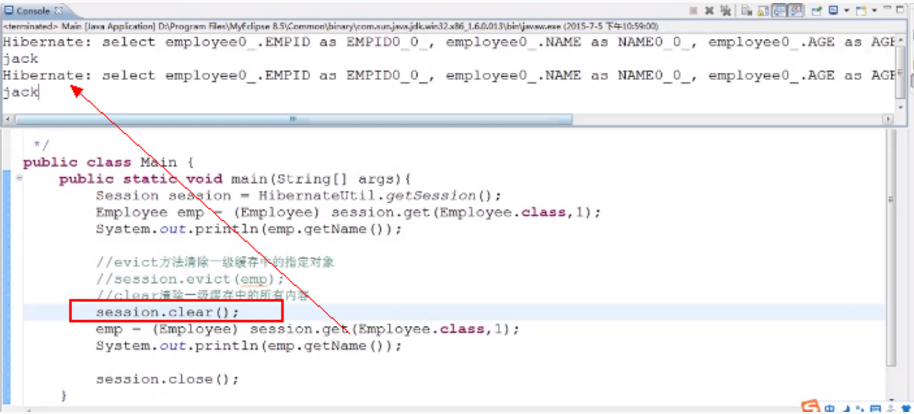 Console
<terminated> Main [Java Application] D:\Program Files\MyEclipse 8.5\Common\binary\com.sun.java.jdk.win32.x86_1.6.0.013\bin\javaw.exe (2015-7-5 下午10:59:00)
Hibernate: select employee0_.EMPID as EMPID0_0_, employee0_.NAME as NAME0_0_, employee0_.AGE as AGE
jack
Hibernate: select employee0_.EMPID as EMPID0_0_, employee0_.NAME as NAME0_0_, employee0_.AGE as AGE
jack
*/
public class Main {
public static void main(String[] args){
Session session = HibernateUtil.getSession();
Employee emp = (Employee) session.get(Employee.class,1);
System.out.println(emp.getName());
//evict方法清除一级缓存中的指定对象
//session.evict(emp);
//clear清除一级缓存中的所有内容
session.clear();
emp = (Employee) session.get(Employee.class,1);
System.out.println(emp.getName());
session.close();
}
中